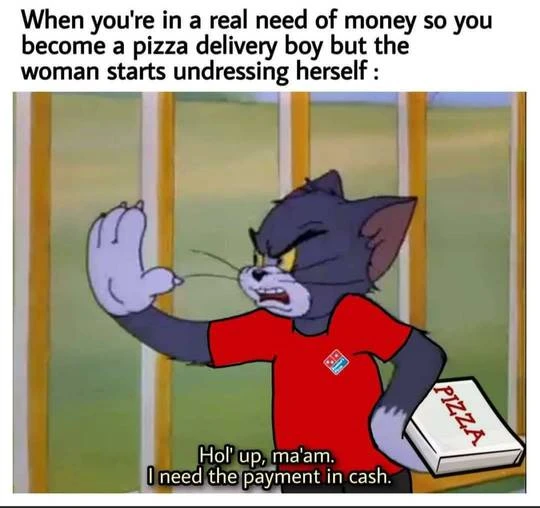 When you're in a real need of money so you
become a pizza delivery boy but the
woman starts undressing herself :
PIZZA
Hol' up, ma'am.
I need the payment in cash.